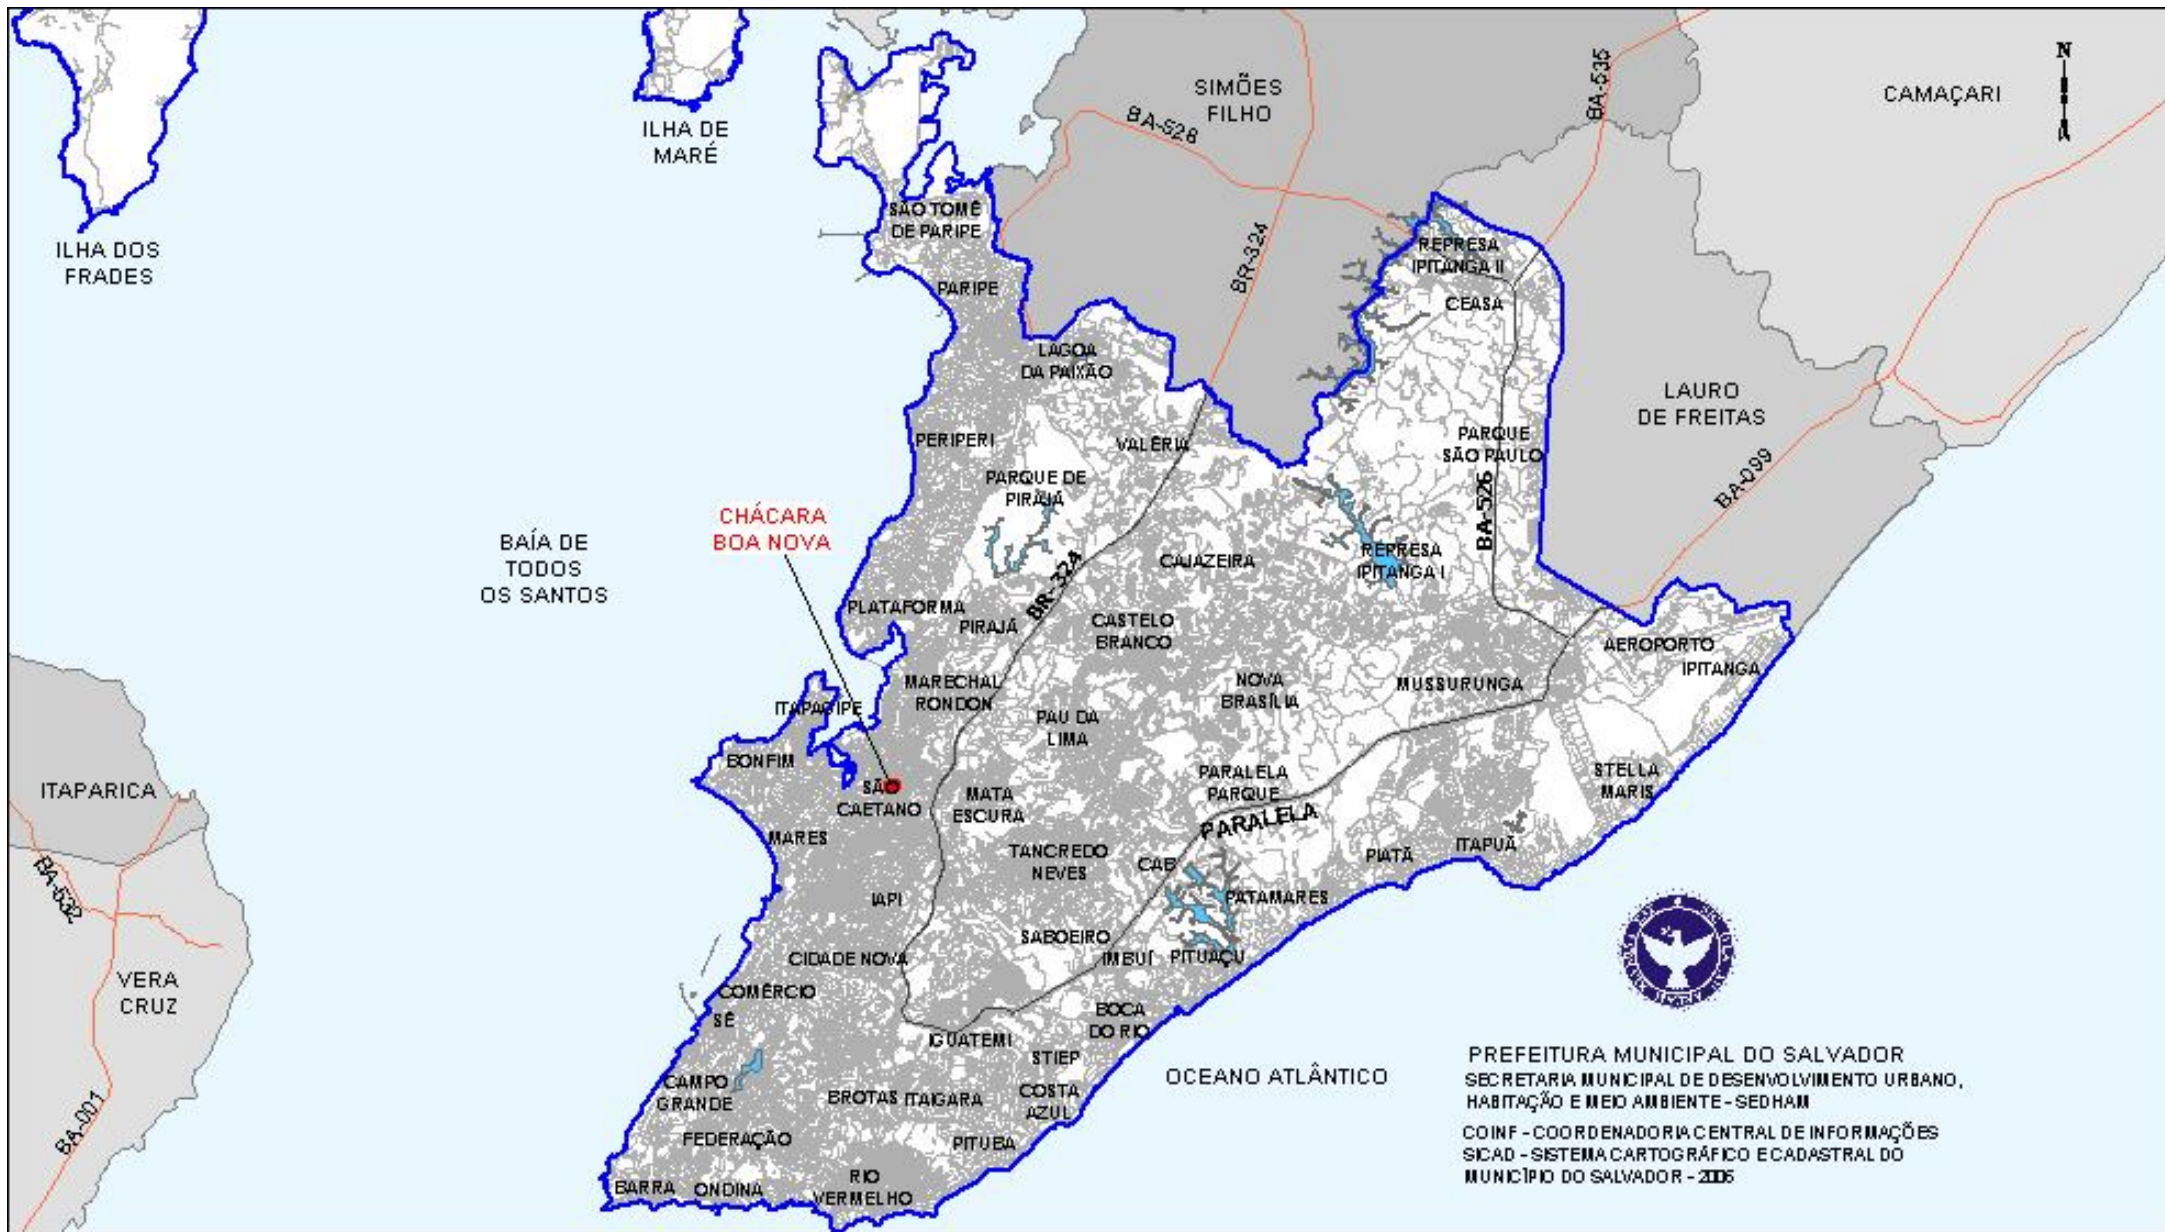 N
CAMAÇARI
SIMÕES
FILHO
BA-535
BA-528
ILHA DE
MARÉ
ILHA DOS
FRADES
SÃO TOMÉ
DE PARIPE
BR-324
REPRESA
IPITANGA II
CEASA
PARIPE
LAGOA
DA PAIXÃO
LAURO
DE FREITAS
PERIPERI
VALÉRIA
PARQUE
SÃO PAULO
BA-099
PARQUE DE
PIRAJÁ
BA-526
CHÁCARA
BOA NOVA
BAÍA DE
TODOS
OS SANTOS
CAJAZEIRA
REPRESA
IPITANGA I
BR-324
PLATAFORMA
PIRAJÁ
CASTELO
BRANCO
AEROPORTO
IPITANGA
MARECHAL
RONDON
NOVA
BRASÍLIA
MUSSURUNGA
ITAPAGIPE
PAU DA
LIMA
BONFIM
PARALELA
PARQUE
STELLA
MARIS
ITAPARICA
SÃO
CAETANO
MATA
ESCURA
PARALELA
MARES
TANCREDO
NEVES
CAB
PIATÃ
ITAPUÃ
BA-532
IAPI
PATAMARES
SABOEIRO
IMBUÍ
PITUAÇU
CIDADE NOVA
VERA
CRUZ
COMÉRCIO
SÉ
BOCA
DO RIO
IGUATEMI
STIEP
OCEANO ATLÂNTICO
CAMPO
GRANDE
BROTAS
ITAIGARA
COSTA
AZUL
BA-001
FEDERAÇÃO
PITUBA
BARRA
ONDINA
RIO
VERMELHO
PREFEITURA MUNICIPAL DO SALVADOR
SECRETARIA MUNICIPAL DE DESENVOLVIMENTO URBANO,
HABITAÇÃO E MEIO AMBIENTE - SEDHAM
COINF - COORDENADORIA CENTRAL DE INFORMAÇÕES
SICAD - SISTEMA CARTOGRÁFICO E CADASTRAL DO
MUNICÍPIO DO SALVADOR - 2006